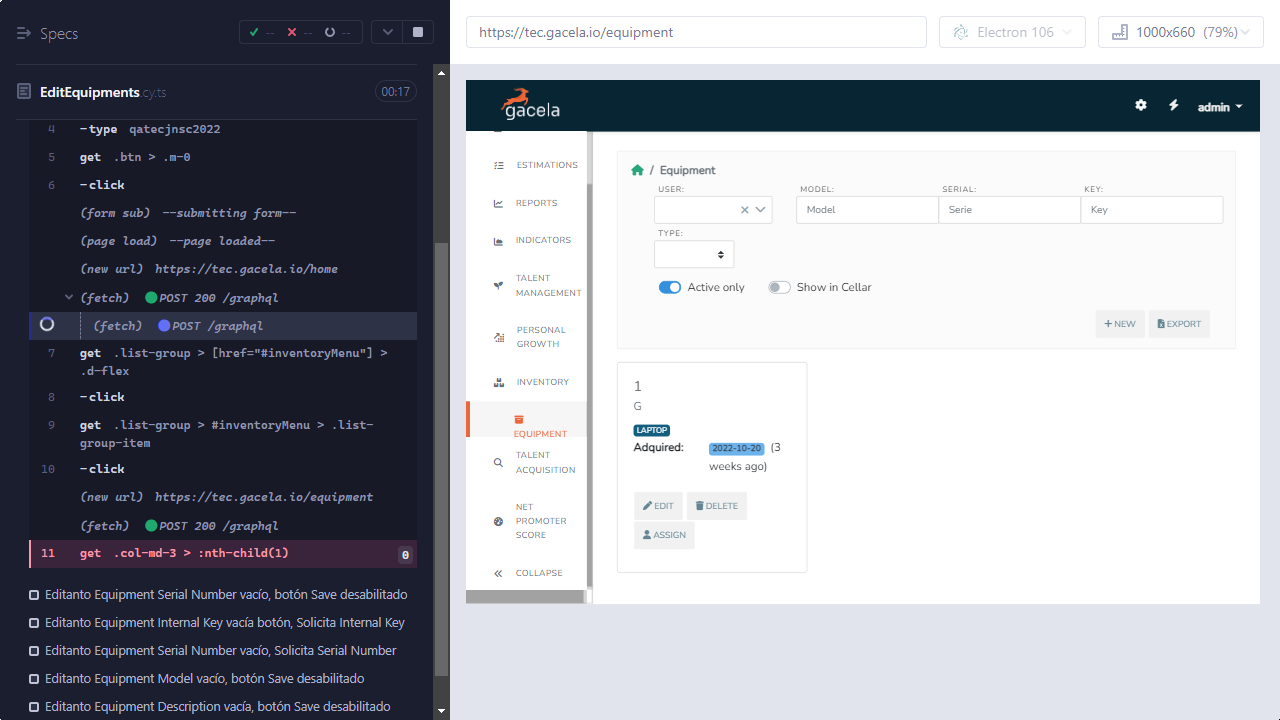 Specs
-- -- --
EditEquipments.cy.ts
00:17
4 -type qatecjnsc2022
5 get .btn > .m-0
6 -click
(form sub) --submitting form--
(page load) --page loaded--
(new url) https://tec.gacela.io/home
(fetch) POST 200 /graphql
(fetch) POST /graphql
7 get .list-group > [href="#inventoryMenu"] >
.d-flex
8 -click
9 get .list-group > #inventoryMenu > .list-
group-item
10 -click
(new url) https://tec.gacela.io/equipment
(fetch) POST 200 /graphql
11 get .col-md-3 > :nth-child(1) 0
Editanto Equipment Serial Number vacío, botón Save desabilitado
Editanto Equipment Internal Key vacía botón, Solicita Internal Key
Editanto Equipment Serial Number vacío, Solicita Serial Number
Editanto Equipment Model vacío, botón Save desabilitado
Editanto Equipment Description vacía, botón Save desabilitado
https://tec.gacela.io/equipment
Electron 106
1000x660 (79%)
gacela
admin
ESTIMATIONS
REPORTS
INDICATORS
TALENT
MANAGEMENT
PERSONAL
GROWTH
INVENTORY
EQUIPMENT
TALENT
ACQUISITION
NET
PROMOTER
SCORE
COLLAPSE
/ Equipment
USER: MODEL: SERIAL: KEY:
Model Serie Key
TYPE:
Active only Show in Cellar
NEW EXPORT
1
G
LAPTOP
Adquired: 2022-10-20 (3
weeks ago)
EDIT DELETE
ASSIGN